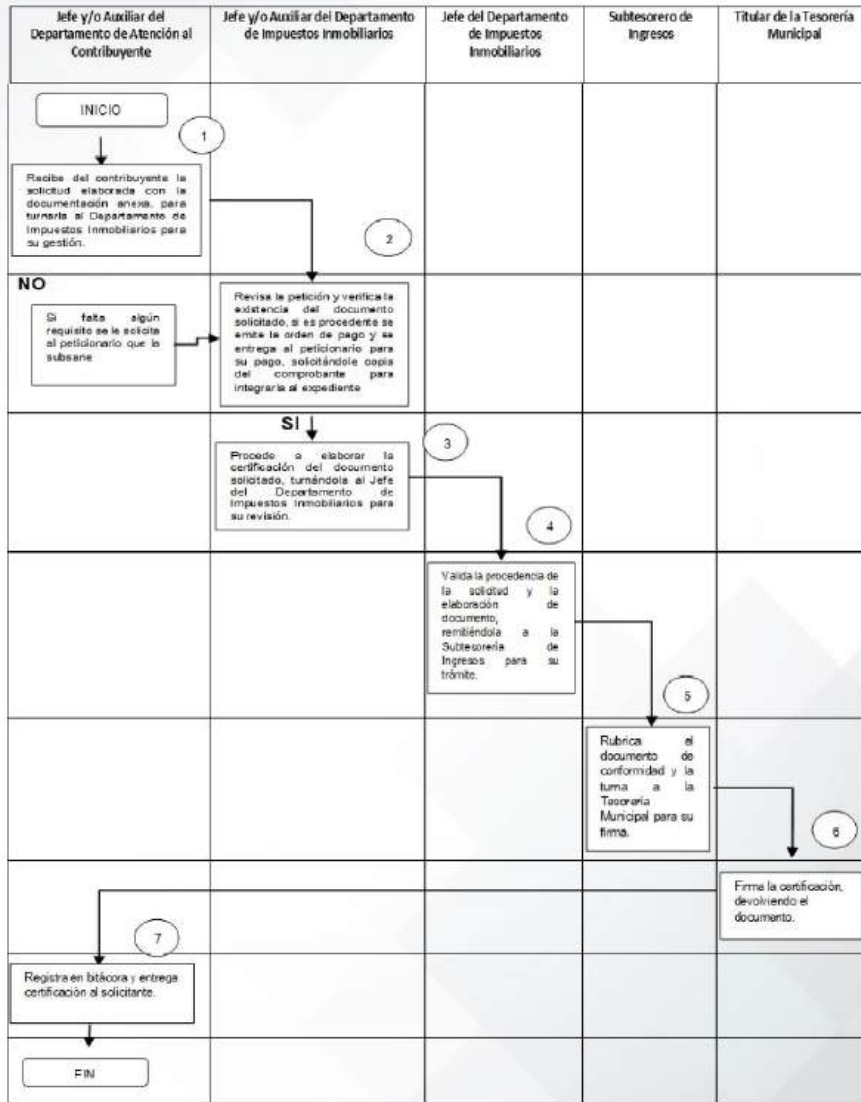 Jefe y/o Auxiliar del
Departamento de Atención al
Contribuyente
Jefe y/o Auxiliar del Departamento
de Impuestos Inmobiliarios
Jefe del Departamento
de Impuestos
Inmobiliarios
Subtesorero de
Ingresos
Titular de la Tesorería
Municipal
INICIO
1
Recibe del contribuyente la
solicitud elaborada con la
documentación anexa, para
turnarla al Departamento de
Impuestos Inmobiliarios para
su gestión.
2
NO
Si falta algún
requisito se le solicita
al peticionario que la
subsane
Revisa la petición y verifica la
existencia del documento
solicitado, si es procedente se
emite la orden de pago y se
entrega al peticionario para
su pago, solicitándole copia
del comprobante para
integrarla al expediente
SI
3
Procede a elaborar la
certificación del documento
solicitado, turnándola al Jefe
del Departamento de
Impuestos Inmobiliarios para
su revisión.
4
Valida la procedencia de
la solicitud y la
elaboración de
documento,
remitiéndola a la
Subtesorería de
Ingresos para su
trámite.
5
Rubrica el
documento de
conformidad y la
turna a la
Tesorería
Municipal para su
firma.
6
Firma la certificación,
devolviendo el
documento.
7
Registra en bitácora y entrega
certificación al solicitante.
FIN